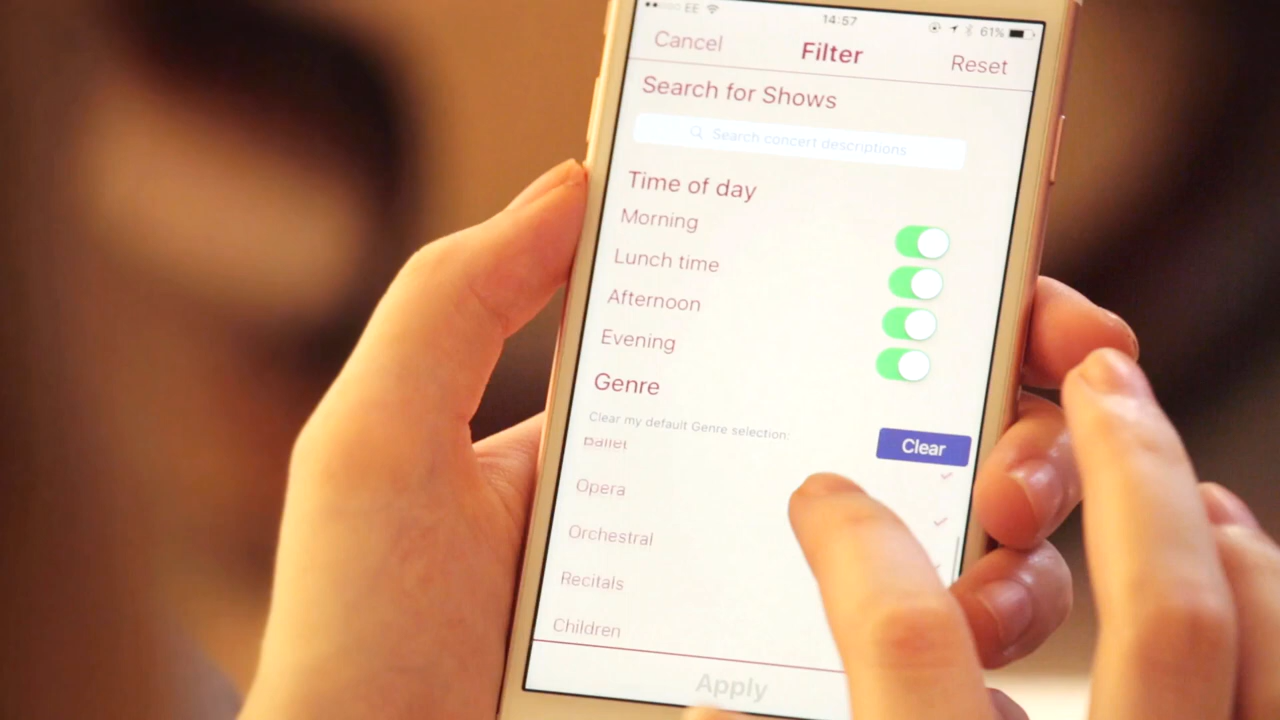 EE 14:57 61%
Cancel Filter Reset
Search for Shows
Search concert descriptions
Time of day
Morning
Lunch time
Afternoon
Evening
Genre
Clear my default Genre selection:
Clear
Ballet
Opera
Orchestral
Recitals
Children
Apply